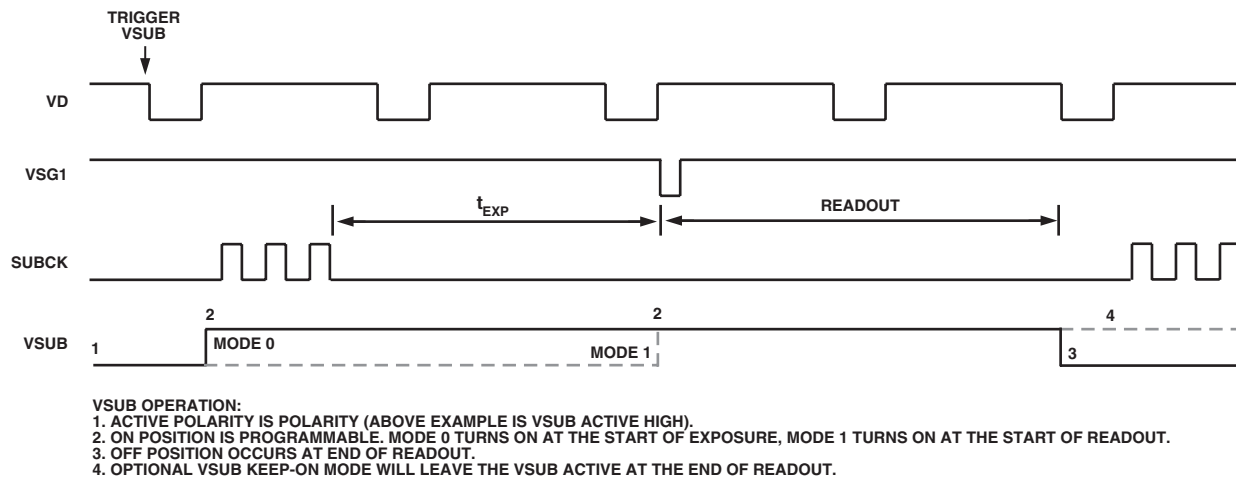 TRIGGER
VSUB
VD
VSG1
tEXP
READOUT
SUBCK
2
2
4
VSUB
1
MODE 0
MODE 1
3
VSUB OPERATION:
1. ACTIVE POLARITY IS POLARITY (ABOVE EXAMPLE IS VSUB ACTIVE HIGH).
2. ON POSITION IS PROGRAMMABLE. MODE 0 TURNS ON AT THE START OF EXPOSURE, MODE 1 TURNS ON AT THE START OF READOUT.
3. OFF POSITION OCCURS AT END OF READOUT.
4. OPTIONAL VSUB KEEP-ON MODE WILL LEAVE THE VSUB ACTIVE AT THE END OF READOUT.